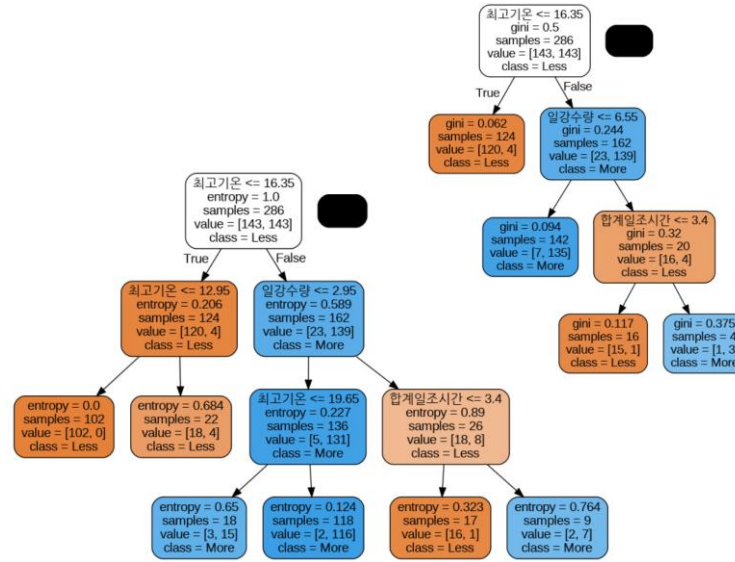 최고기온 <= 16.35
gini = 0.5
samples = 286
value = [143, 143]
class = Less
True
False
gini = 0.062
samples = 124
value = [120, 4]
class = Less
일강수량 <= 6.55
gini = 0.244
samples = 162
value = [23, 139]
class = More
gini = 0.094
samples = 142
value = [7, 135]
class = More
합계일조시간 <= 3.4
gini = 0.32
samples = 20
value = [16, 4]
class = Less
gini = 0.117
samples = 16
value = [15, 1]
class = Less
gini = 0.375
samples = 4
value = [1, 3]
class = More
최고기온 <= 16.35
entropy = 1.0
samples = 286
value = [143, 143]
class = Less
True
False
최고기온 <= 12.95
entropy = 0.206
samples = 124
value = [120, 4]
class = Less
일강수량 <= 2.95
entropy = 0.589
samples = 162
value = [23, 139]
class = More
entropy = 0.0
samples = 102
value = [102, 0]
class = Less
entropy = 0.684
samples = 22
value = [18, 4]
class = Less
최고기온 <= 19.65
entropy = 0.227
samples = 136
value = [5, 131]
class = More
합계일조시간 <= 3.4
entropy = 0.89
samples = 26
value = [18, 8]
class = Less
entropy = 0.65
samples = 18
value = [3, 15]
class = More
entropy = 0.124
samples = 118
value = [2, 116]
class = More
entropy = 0.323
samples = 17
value = [16, 1]
class = Less
entropy = 0.764
samples = 9
value = [2, 7]
class = More